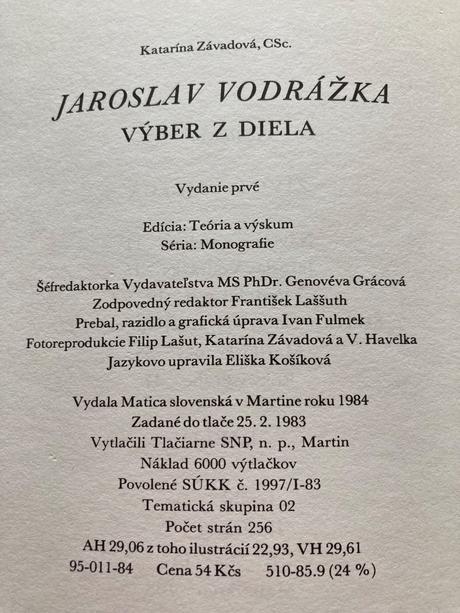 Katarína Závadová, CSc.
JAROSLAV VODRÁŽKA
VÝBER Z DIELA
Vydanie prvé
Edícia: Teória a výskum
Séria: Monografie
Šéfredaktorka Vydavateľstva MS PhDr. Genovéva Grácová
Zodpovedný redaktor František Laššuth
Prebal, razidlo a grafická úprava Ivan Fulmek
Fotoreprodukcie Filip Lašut, Katarína Závadová a V. Havelka
Jazykovo upravila Eliška Košíková
Vydala Matica slovenská v Martine roku 1984
Zadané do tlače 25. 2. 1983
Vytlačili Tlačiarne SNP, n. p., Martin
Náklad 6000 výtlačkov
Povolené SÚKK č. 1997/I-83
Tematická skupina 02
Počet strán 256
AH 29,06 z toho ilustrácií 22,93, VH 29,61
95-011-84 Cena 54 Kčs 510-85.9 (24 %)